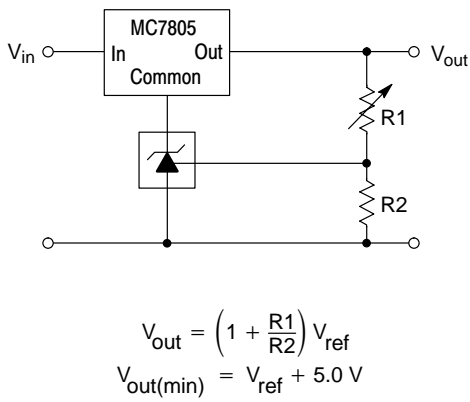 MC7805
V_in In Out V_out
Common
R1
R2
V_out = (1 + R1/R2) V_ref
V_out(min) = V_ref + 5.0 V